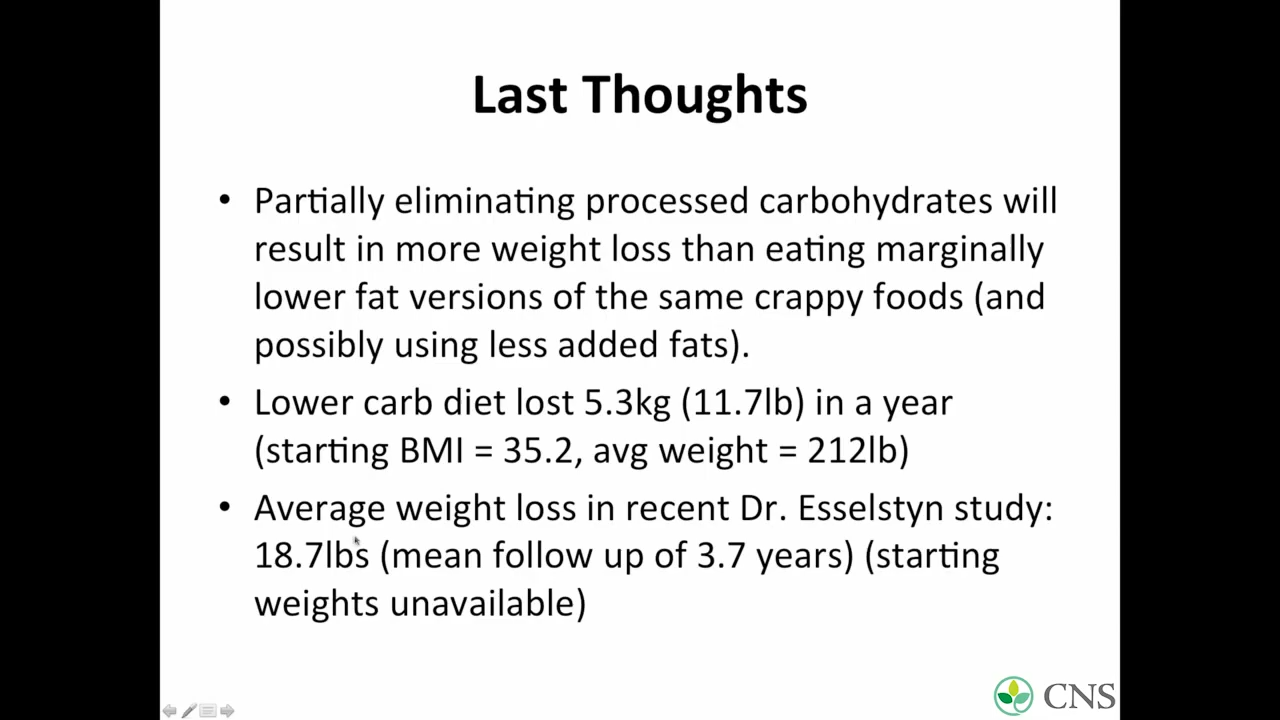 Last Thoughts
• Partially eliminating processed carbohydrates will
result in more weight loss than eating marginally
lower fat versions of the same crappy foods (and
possibly using less added fats).
• Lower carb diet lost 5.3kg (11.7lb) in a year
(starting BMI = 35.2, avg weight = 212lb)
• Average weight loss in recent Dr. Esselstyn study:
18.7lbs (mean follow up of 3.7 years) (starting
weights unavailable)
CNS